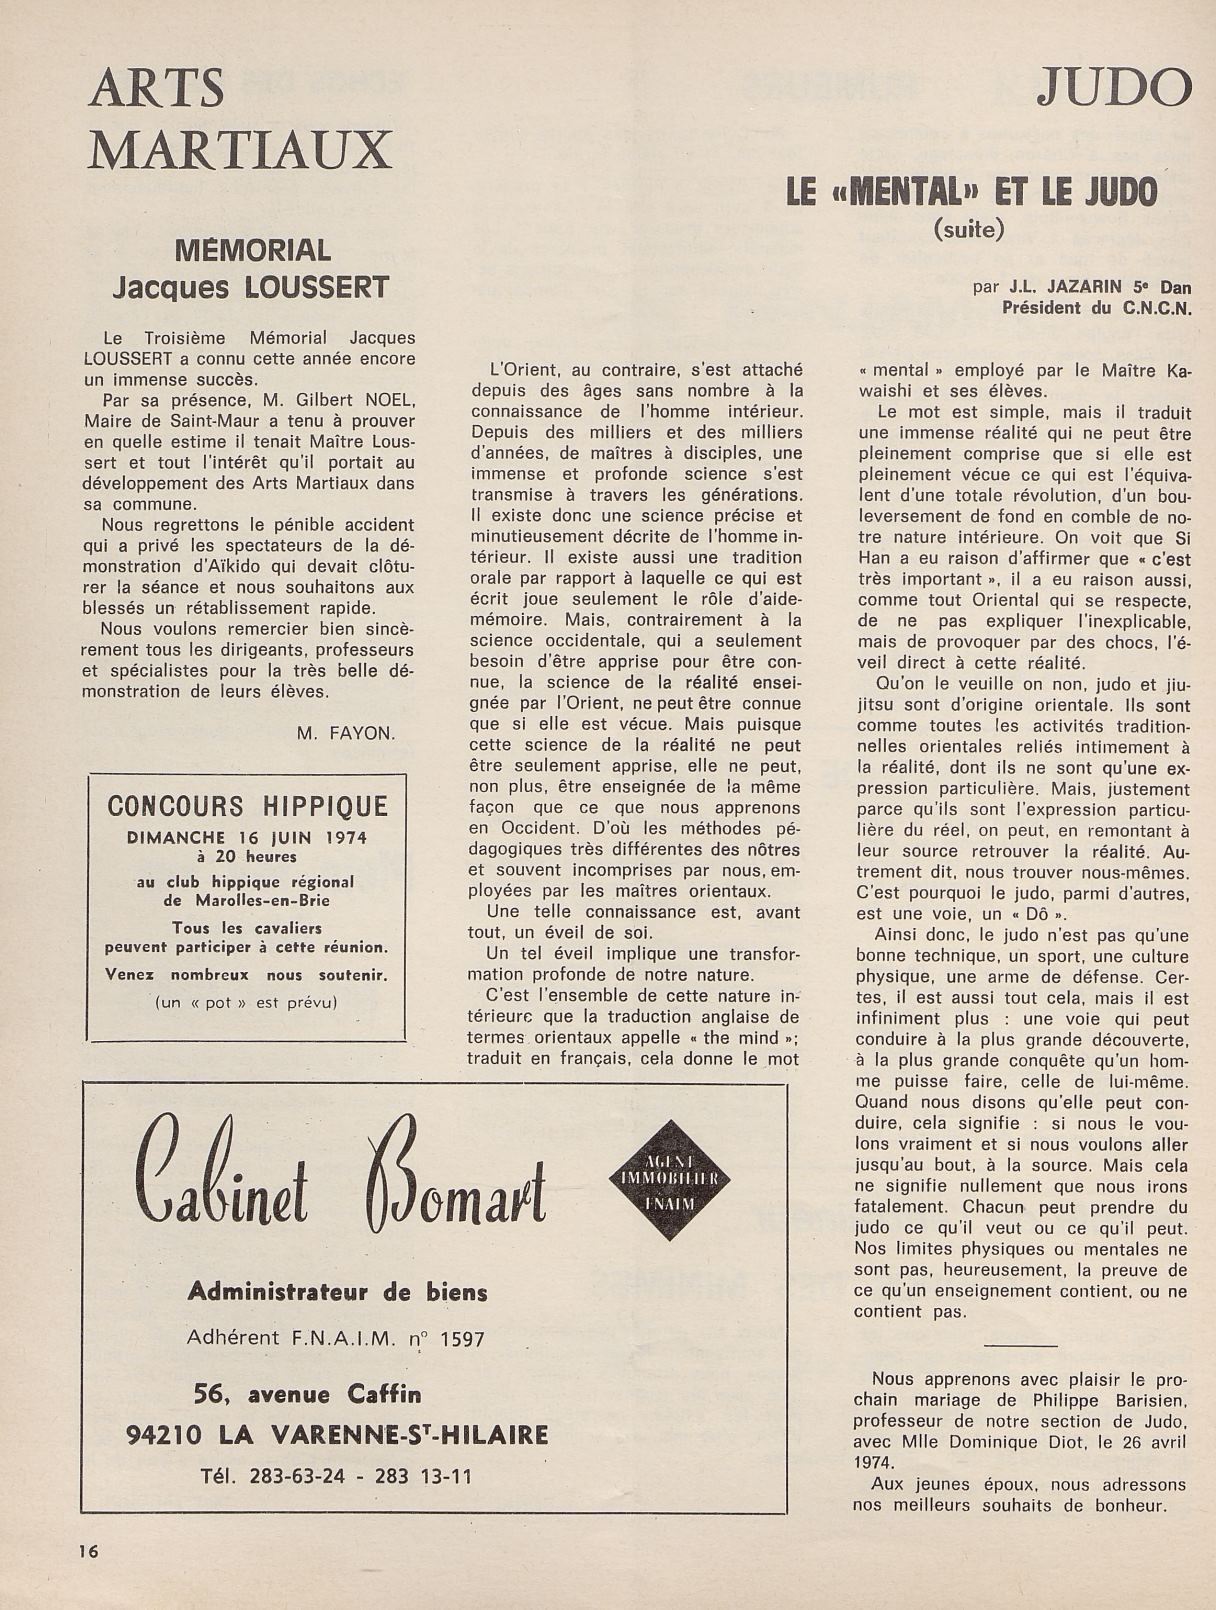 ARTS
MARTIAUX
MÉMORIAL
Jacques LOUSSERT
Le Troisième Mémorial Jacques
LOUSSERT a connu cette année encore
un immense succès.
Par sa présence, M. Gilbert NOEL,
Maire de Saint-Maur a tenu à prouver
en quelle estime il tenait Maître Lous-
sert et tout l'intérêt qu'il portait au
développement des Arts Martiaux dans
sa commune.
Nous regrettons le pénible accident
qui a privé les spectateurs de la dé-
monstration d'Aïkido qui devait clôtu-
rer la séance et nous souhaitons aux
blessés un rétablissement rapide.
Nous voulons remercier bien sincè-
rement tous les dirigeants, professeurs
et spécialistes pour la très belle dé-
monstration de leurs élèves.
M. FAYON.
CONCOURS HIPPIQUE
DIMANCHE 16 JUIN 1974
à 20 heures
au club hippique régional
de Marolles-en-Brie
Tous les cavaliers
peuvent participer à cette réunion.
Venez nombreux nous soutenir.
(un « pot » est prévu)
JUDO
LE «MENTAL» ET LE JUDO
(suite)
par J.L. JAZARIN 5e Dan
Président du C.N.C.N.
L'Orient, au contraire, s'est attaché
depuis des âges sans nombre à la
connaissance de l'homme intérieur.
Depuis des milliers et des milliers
d'années, de maîtres à disciples, une
immense et profonde science s'est
transmise à travers les générations.
Il existe donc une science précise et
minutieusement décrite de l'homme in-
térieur. Il existe aussi une tradition
orale par rapport à laquelle ce qui est
écrit joue seulement le rôle d'aide-
mémoire. Mais, contrairement à la
science occidentale, qui a seulement
besoin d'être apprise pour être con-
nue, la science de la réalité ensei-
gnée par l'Orient, ne peut être connue
que si elle est vécue. Mais puisque
cette science de la réalité ne peut
être seulement apprise, elle ne peut,
non plus, être enseignée de la même
façon que ce que nous apprenons
en Occident. D'où les méthodes pé-
dagogiques très différentes des nôtres
et souvent incomprises par nous, em-
ployées par les maîtres orientaux.
Une telle connaissance est, avant
tout, un éveil de soi.
Un tel éveil implique une transfor-
mation profonde de notre nature.
C'est l'ensemble de cette nature in-
térieure que la traduction anglaise de
termes orientaux appelle « the mind »;
traduit en français, cela donne le mot
« mental » employé par le Maître Ka-
waishi et ses élèves.
Le mot est simple, mais il traduit
une immense réalité qui ne peut être
pleinement comprise que si elle est
pleinement vécue ce qui est l'équiva-
lent d'une totale révolution, d'un bou-
leversement de fond en comble de no-
tre nature intérieure. On voit que Si
Han a eu raison d'affirmer que « c'est
très important », il a eu raison aussi,
comme tout Oriental qui se respecte,
de ne pas expliquer l'inexplicable,
mais de provoquer par des chocs, l'é-
veil direct à cette réalité.
Qu'on le veuille on non, judo et jiu-
jitsu sont d'origine orientale. Ils sont
comme toutes les activités tradition-
nelles orientales reliés intimement à
la réalité, dont ils ne sont qu'une ex-
pression particulière. Mais, justement
parce qu'ils sont l'expression particu-
lière du réel, on peut, en remontant à
leur source retrouver la réalité. Au-
trement dit, nous trouver nous-mêmes.
C'est pourquoi le judo, parmi d'autres,
est une voie, un « Dô ».
Ainsi donc, le judo n'est pas qu'une
bonne technique, un sport, une culture
physique, une arme de défense. Cer-
tes, il est aussi tout cela, mais il est
infiniment plus : une voie qui peut
conduire à la plus grande découverte,
à la plus grande conquête qu'un hom-
me puisse faire, celle de lui-même.
Quand nous disons qu'elle peut con-
duire, cela signifie : si nous le vou-
lons vraiment et si nous voulons aller
jusqu'au bout, à la source. Mais cela
ne signifie nullement que nous irons
fatalement. Chacun peut prendre du
judo ce qu'il veut ou ce qu'il peut.
Nos limites physiques ou mentales ne
sont pas, heureusement, la preuve de
ce qu'un enseignement contient, ou ne
contient pas.
Nous apprenons avec plaisir le pro-
chain mariage de Philippe Barisien,
professeur de notre section de Judo,
avec Mlle Dominique Diot, le 26 avril
1974.
Aux jeunes époux, nous adressons
nos meilleurs souhaits de bonheur.
Cabinet Bomart
AGENT
IMMOBILIER
FNAIM
Administrateur de biens
Adhérent F.N.A.I.M. n° 1597
56, avenue Caffin
94210 LA VARENNE-ST-HILAIRE
Tél. 283-63-24 - 283 13-11
16